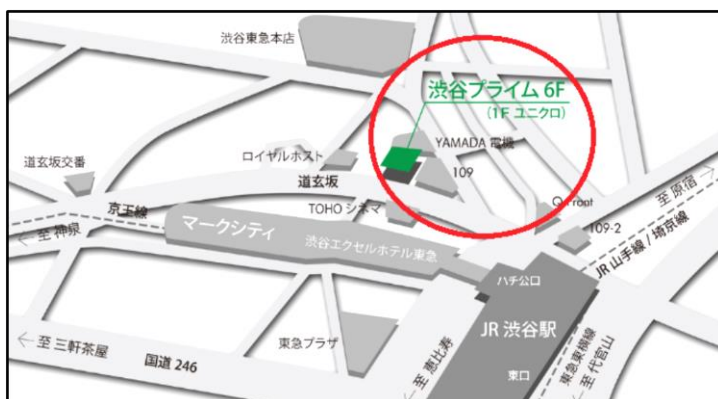 渋谷東急本店
渋谷プライム 6F
(1F ユニクロ)
YAMADA 電機
ロイヤルホスト
109
道玄坂交番
道玄坂
TOHO シネマ
Q Front
109-2
至 原宿
京王線
至 神泉
マークシティ
渋谷エクセルホテル東急
JR 山手線 / 埼京線
ハチ公口
JR 渋谷駅
東急プラザ
至 三軒茶屋
国道 246
至 恵比寿
東口
東急東横線
至 代官山